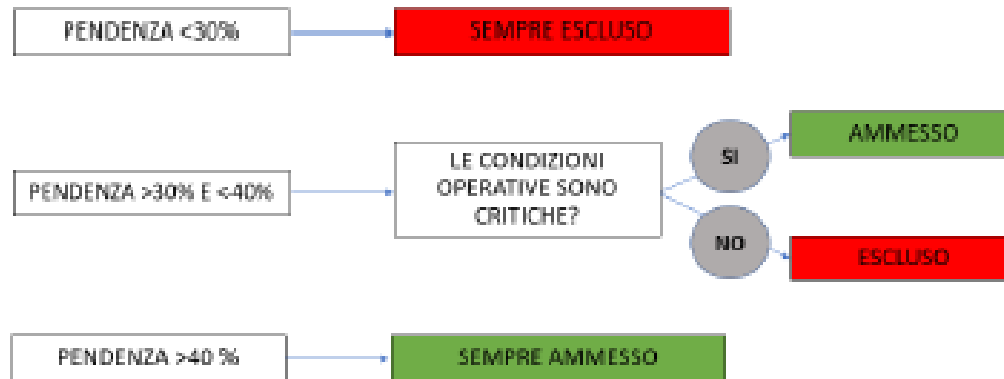 PENDENZA <30%
SEMPRE ESCLUSO
PENDENZA >30% E <40%
LE CONDIZIONI
OPERATIVE SONO
CRITICHE?
SI
AMMESSO
NO
ESCLUSO
PENDENZA >40 %
SEMPRE AMMESSO